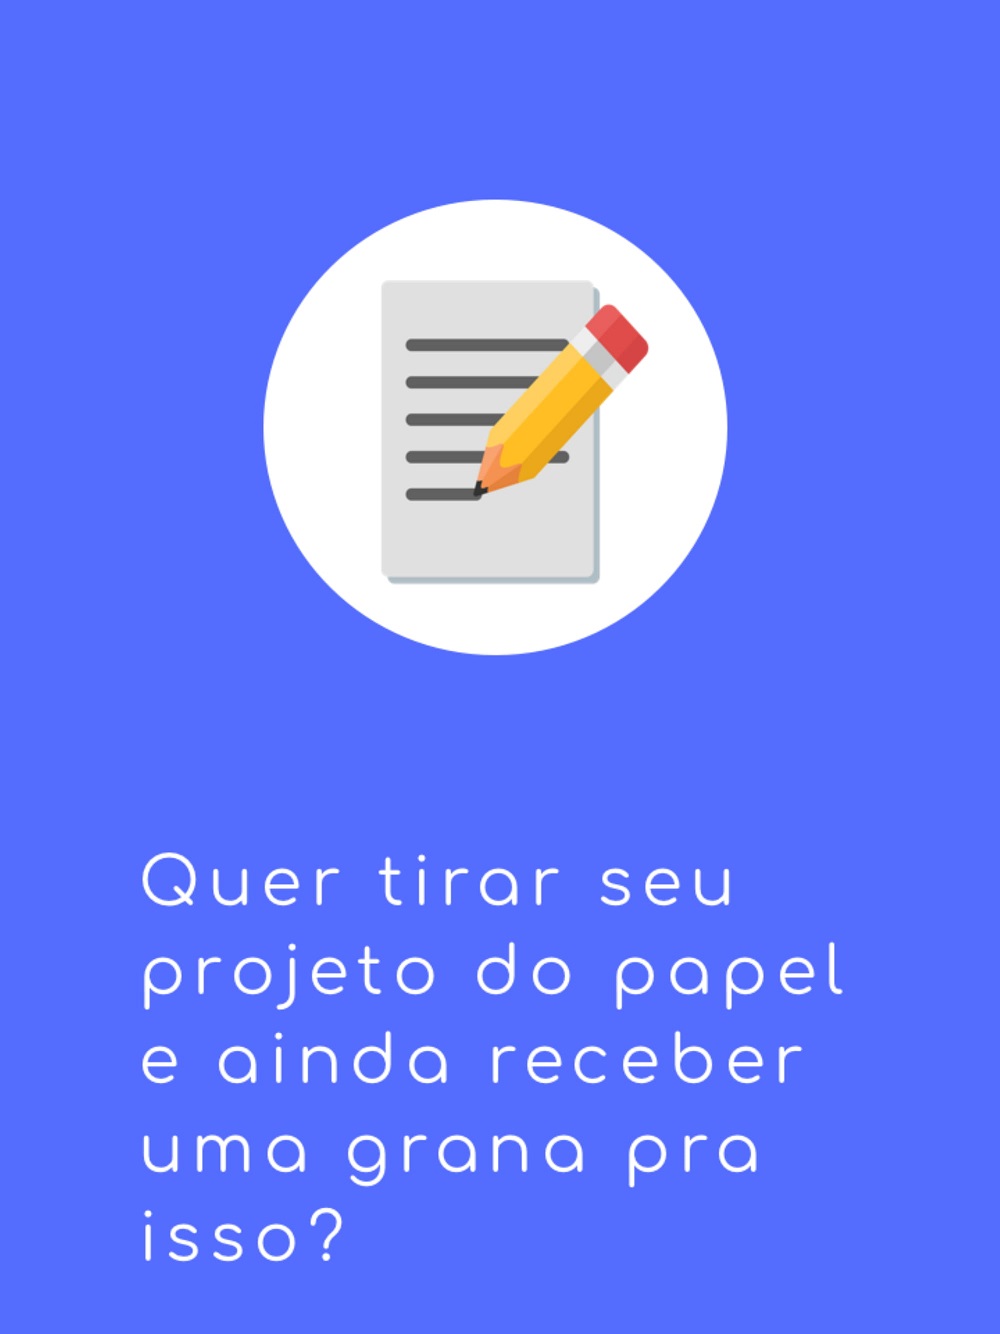 Quer tirar seu
projeto do papel
e ainda receber
uma grana pra
isso?